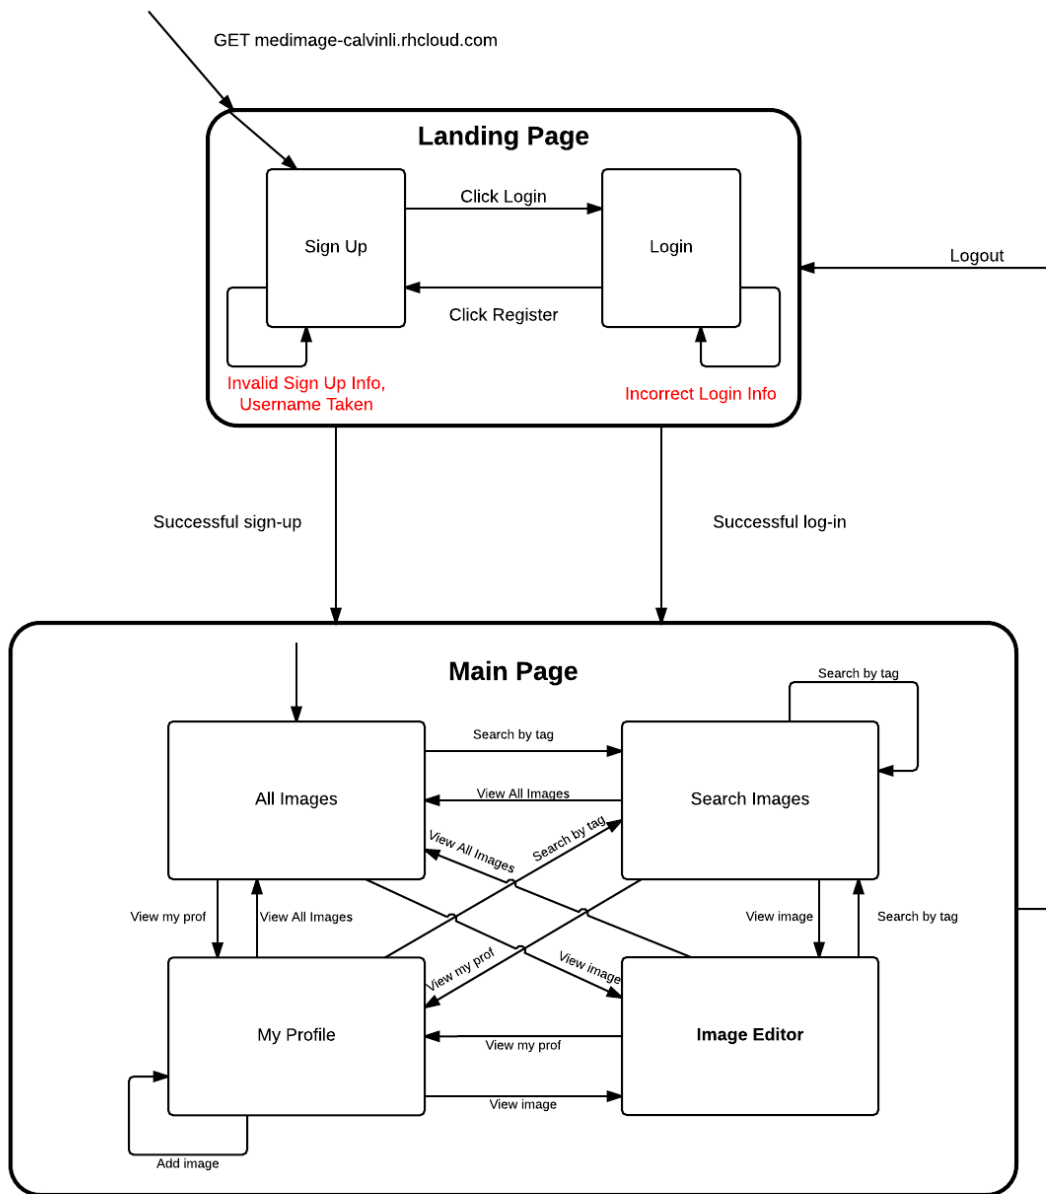 GET medimage-calvinli.rhcloud.com
Landing Page
Click Login
Sign Up
Login
Logout
Click Register
Invalid Sign Up Info,
Username Taken
Incorrect Login Info
Successful sign-up
Successful log-in
Main Page
Search by tag
Search by tag
View All Images
All Images
Search Images
View All Images
Search by tag
View my prof
View All Images
View image
Search by tag
View my prof
View image
My Profile
Image Editor
View my prof
View image
Add image